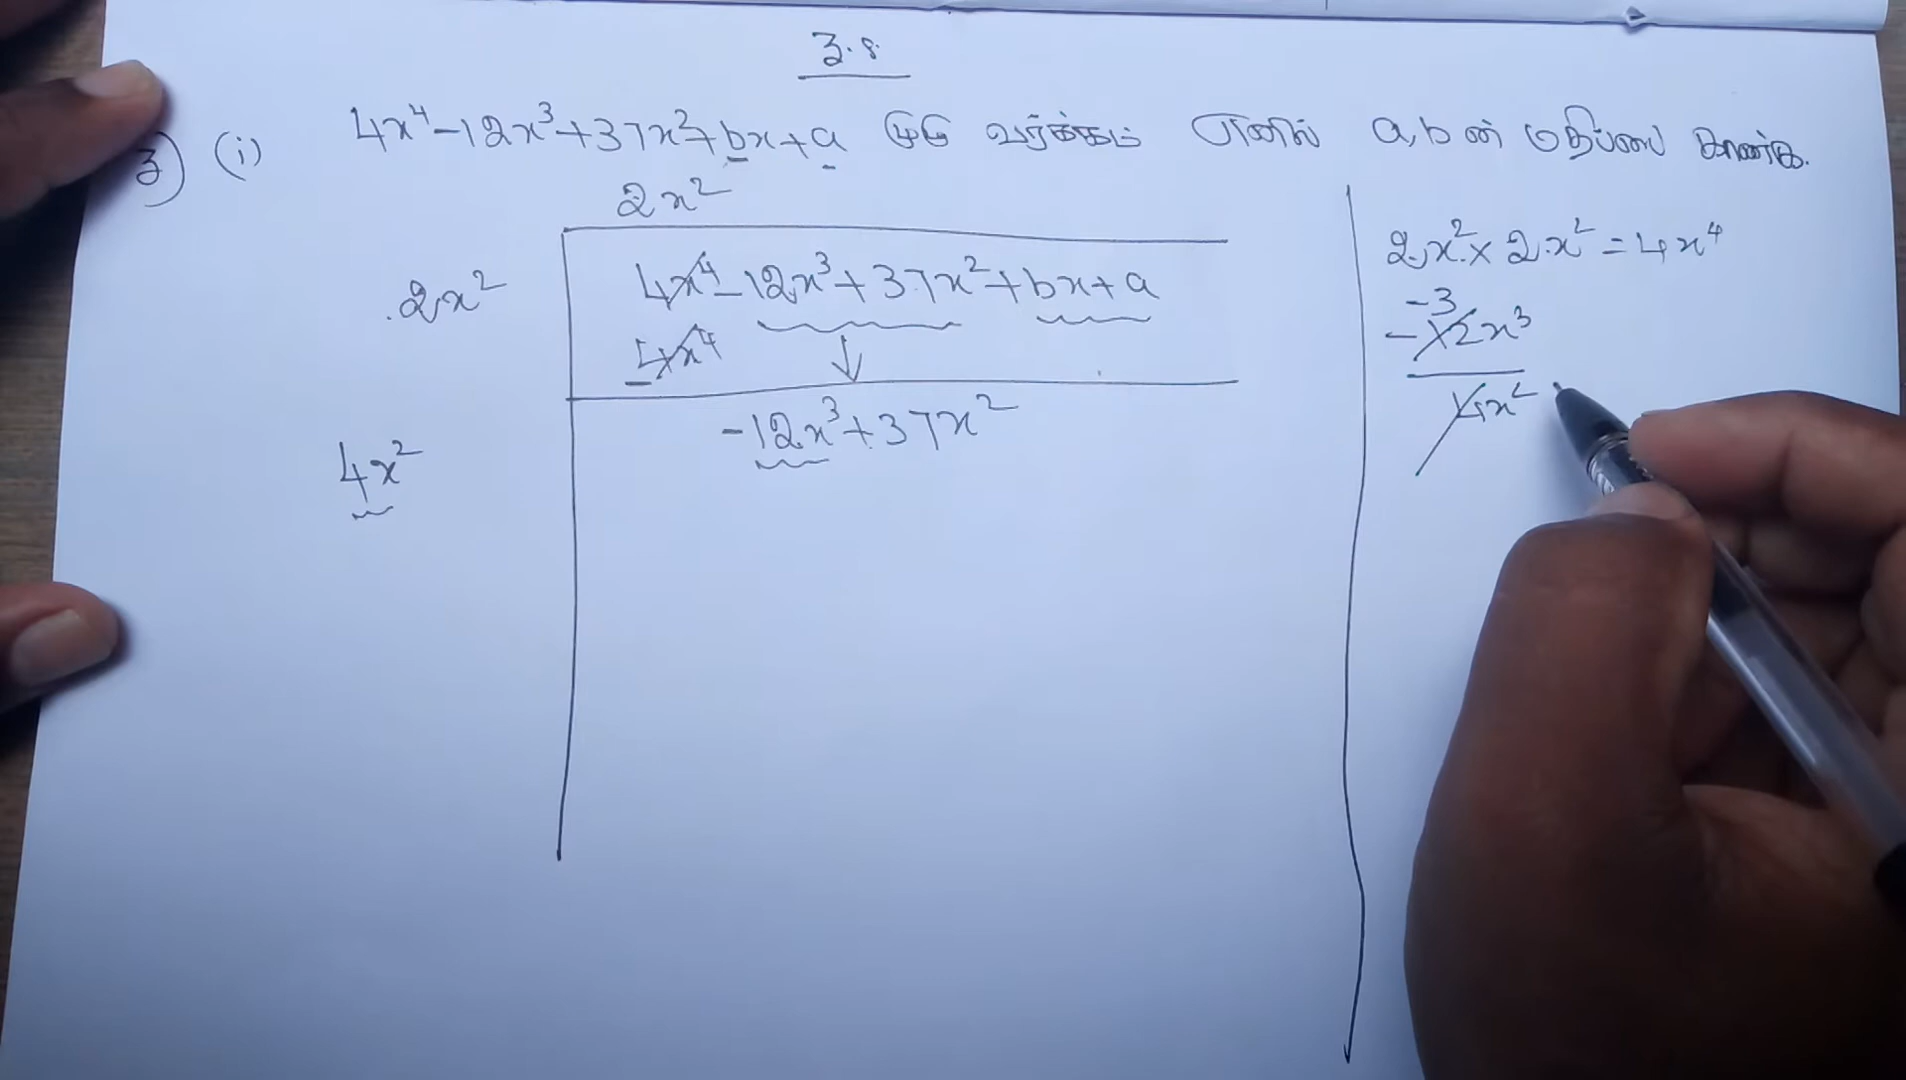 3.8
3) (i) 4x⁴-12x³+37x²+bx+a முழு வர்க்கம் எனில் a,b ன் மதிப்பை காண்க.
2x²
2x² 4x⁴-12x³+37x²+bx+a
4x⁴
4x² -12x³+37x²
2x²×2x²=4x⁴
-3
-12x³
4x²